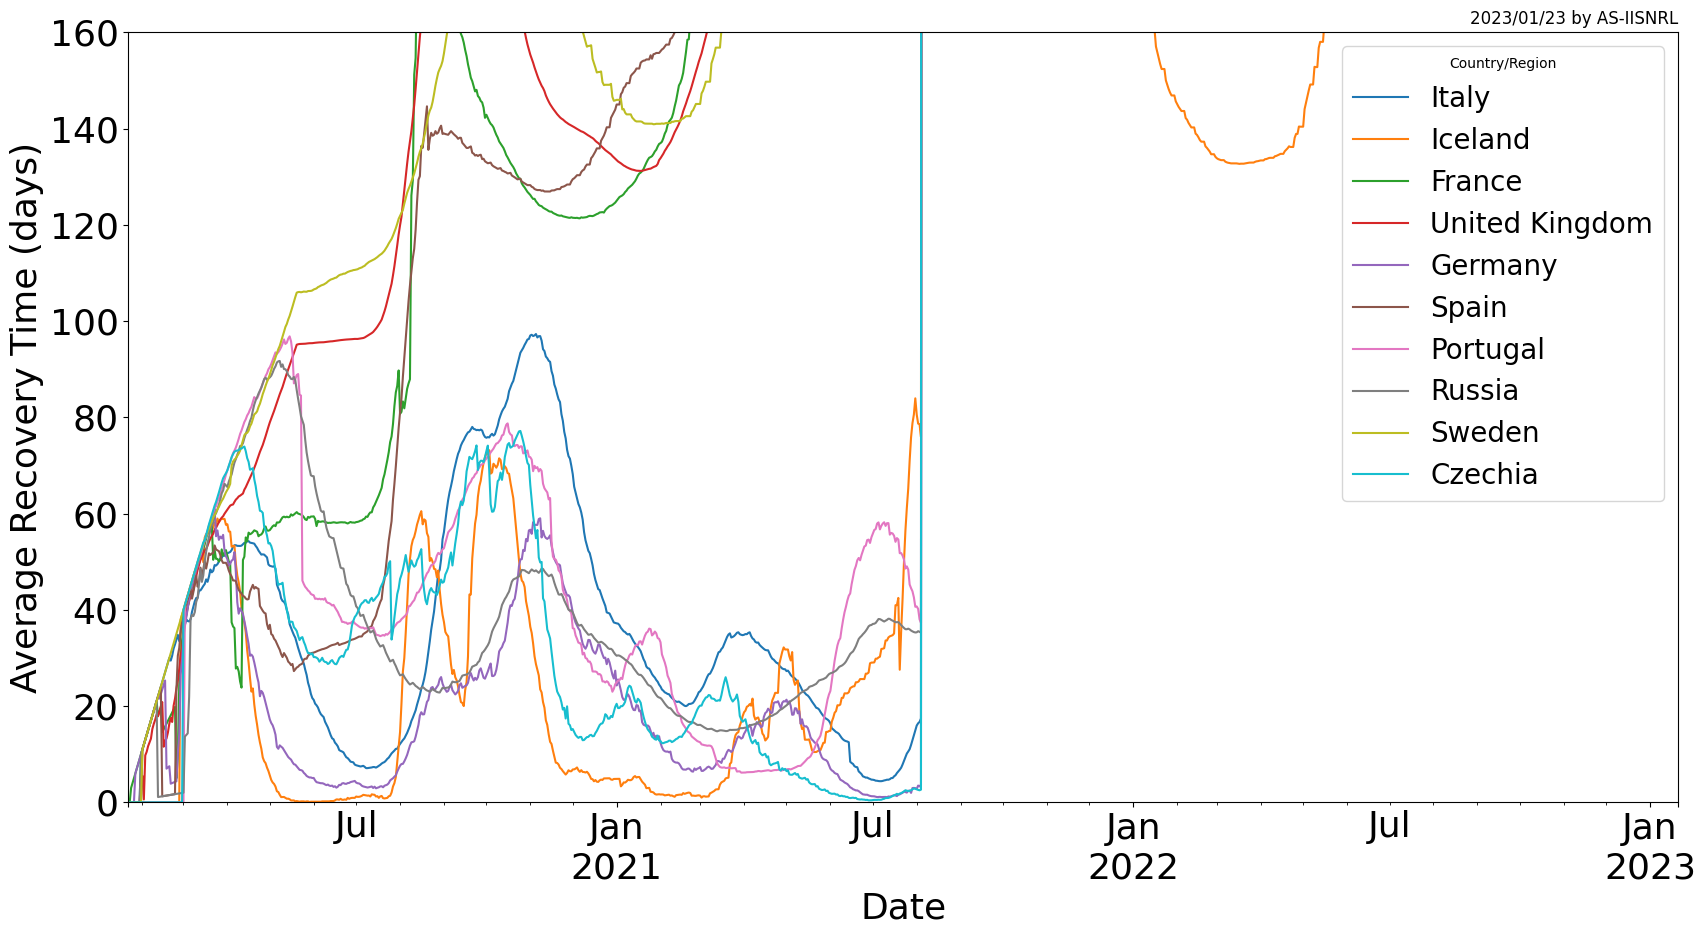 2023/01/23 by AS-IISNRL
Average Recovery Time (days)
160
140
120
100
80
60
40
20
0
Country/Region
Italy
Iceland
France
United Kingdom
Germany
Spain
Portugal
Russia
Sweden
Czechia
Jul
Jan
2021
Jul
Jan
2022
Jul
Jan
2023
Date